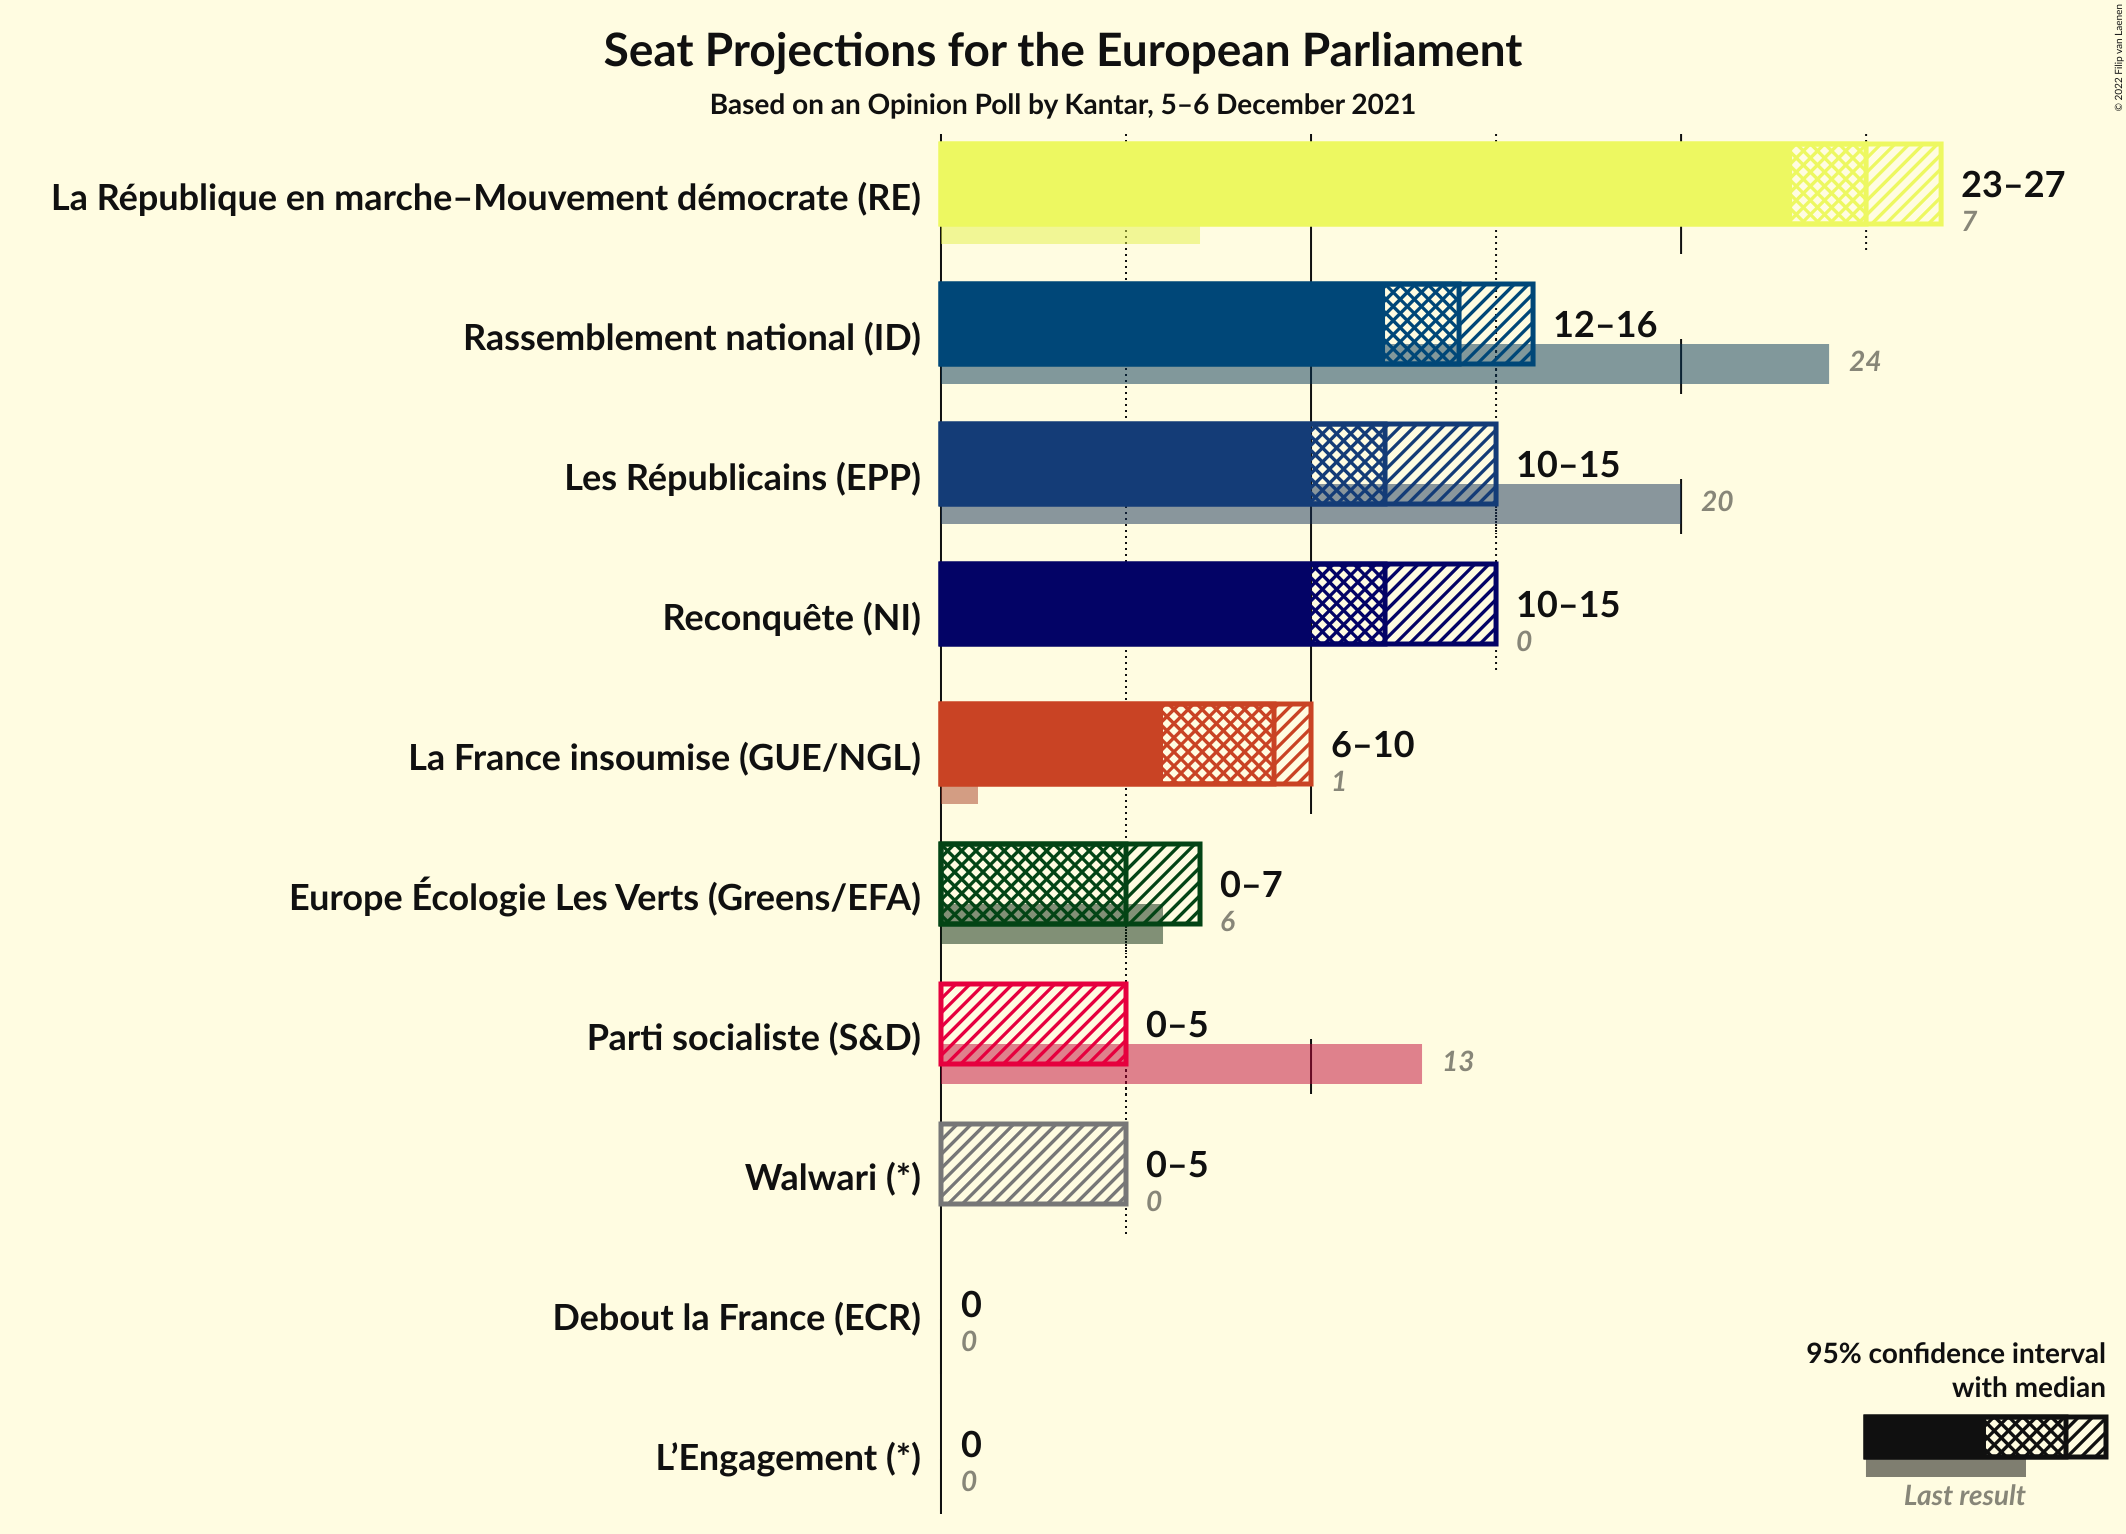 Seat Projections for the European Parliament
Based on an Opinion Poll by Kantar, 5–6 December 2021
© 2022 Filip van Laenen
La République en marche–Mouvement démocrate (RE)
23–27
7
Rassemblement national (ID)
12–16
24
Les Républicains (EPP)
10–15
20
Reconquête (NI)
10–15
0
La France insoumise (GUE/NGL)
6–10
1
Europe Écologie Les Verts (Greens/EFA)
0–7
6
Parti socialiste (S&D)
0–5
13
Walwari (*)
0–5
0
Debout la France (ECR)
0
0
L’Engagement (*)
0
0
95% confidence interval
with median
Last result